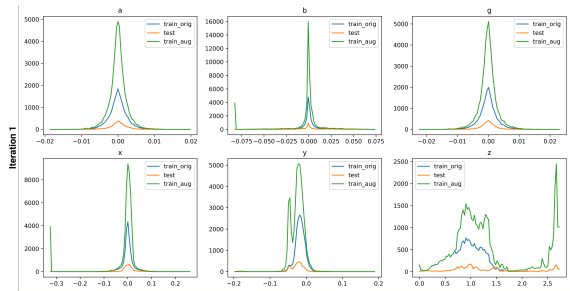 Iteration 1
a
5000
4000
3000
2000
1000
0
−0.02 −0.01 0.00 0.01 0.02
train_orig
test
train_aug
b
16000
14000
12000
10000
8000
6000
4000
2000
0
−0.075 −0.050 −0.025 0.000 0.025 0.050 0.075
train_orig
test
train_aug
g
5000
4000
3000
2000
1000
0
−0.02 −0.01 0.00 0.01 0.02
train_orig
test
train_aug
x
8000
6000
4000
2000
0
−0.3 −0.2 −0.1 0.0 0.1 0.2
train_orig
test
train_aug
y
5000
4000
3000
2000
1000
0
−0.2 −0.1 0.0 0.1 0.2
train_orig
test
train_aug
z
2500
2000
1500
1000
500
0
0.0 0.5 1.0 1.5 2.0 2.5
train_orig
test
train_aug